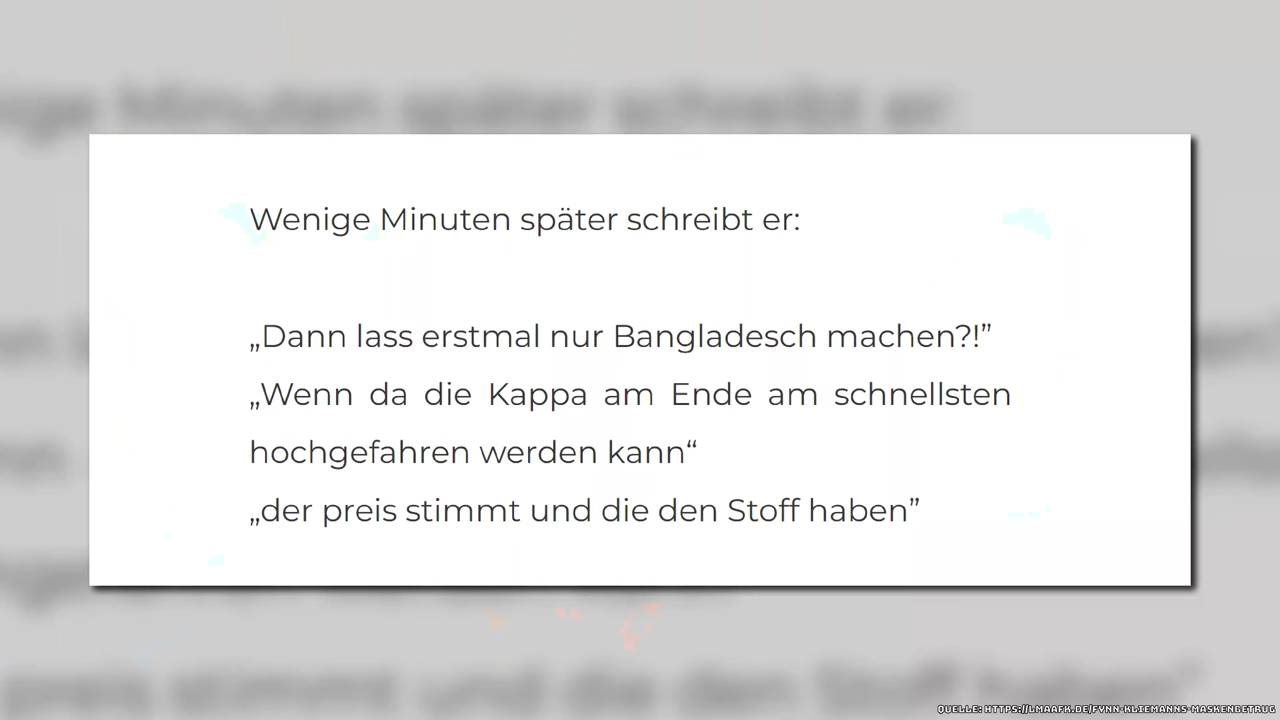 Wenige Minuten später schreibt er:
„Dann lass erstmal nur Bangladesch machen?!”
„Wenn da die Kappa am Ende am schnellsten
hochgefahren werden kann“
„der preis stimmt und die den Stoff haben”
QUELLE: HTTPS://LMAAFK.DE/FYNN-KLIEMANNS-MASKENBETRUG